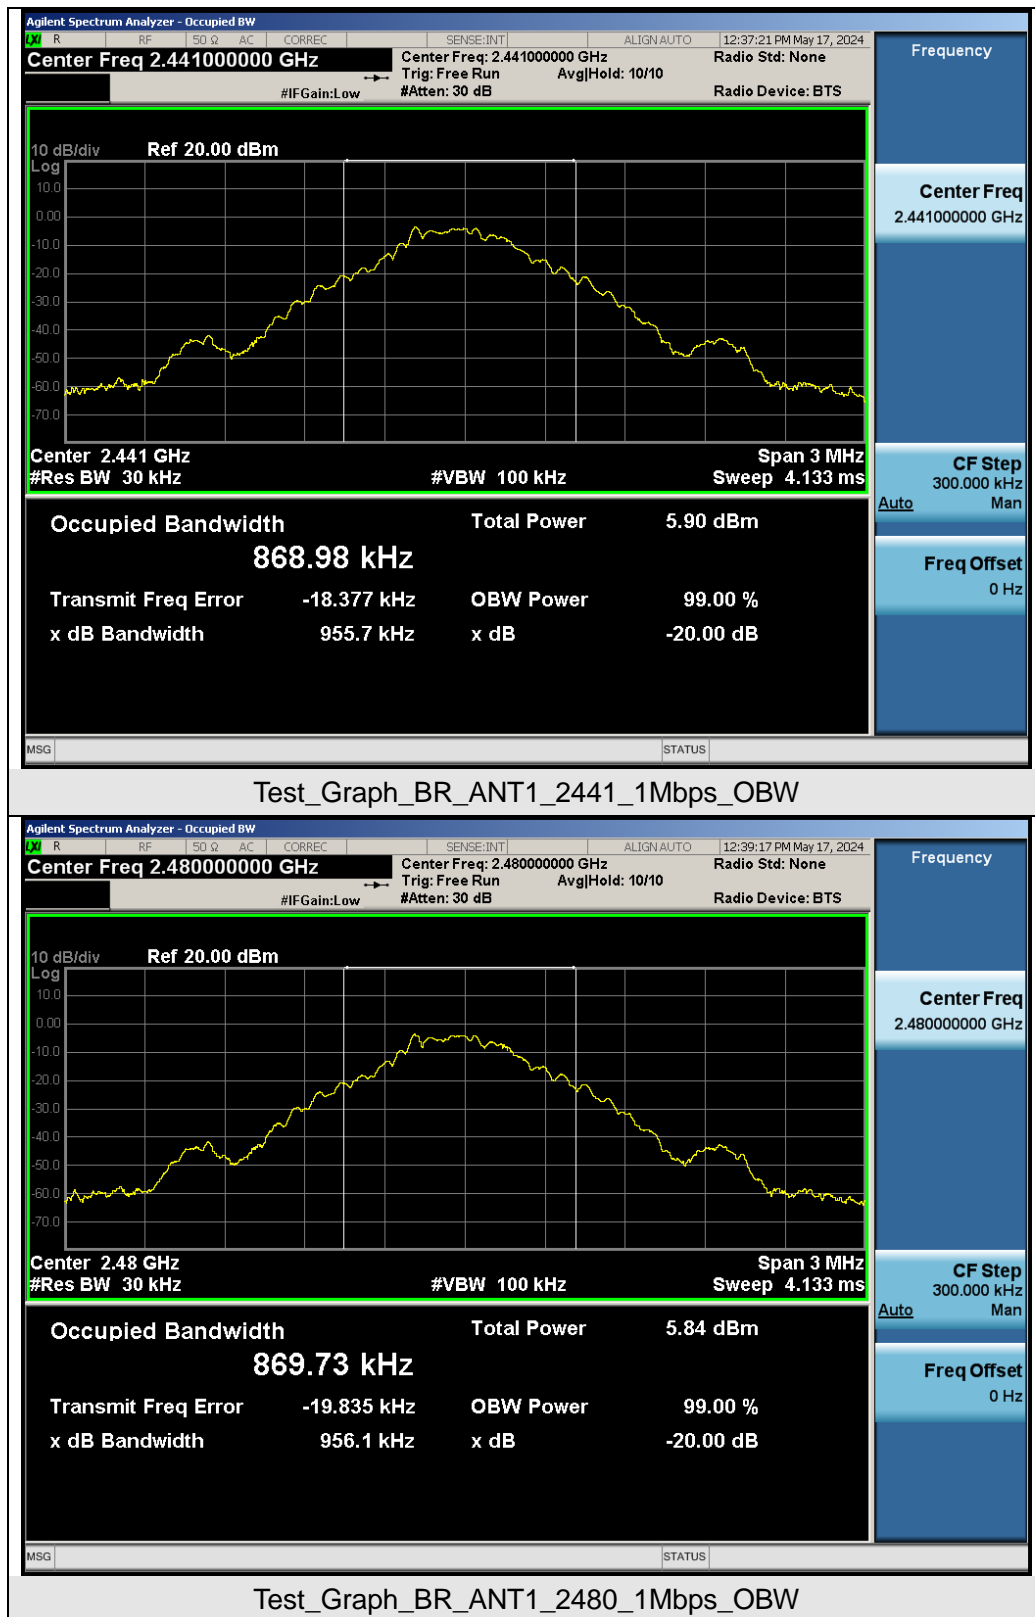 Agilent Spectrum Analyzer - Occupied BW
LXI R RF 50 Ω AC CORREC SENSE:INT ALIGN AUTO 12:37:21 PM May 17, 2024
Center Freq 2.441000000 GHz
Center Freq: 2.441000000 GHz Radio Std: None
Trig: Free Run Avg|Hold: 10/10
#IFGain:Low #Atten: 30 dB Radio Device: BTS
10 dB/div Ref 20.00 dBm
Log
10.0
0.00
-10.0
-20.0
-30.0
-40.0
-50.0
-60.0
-70.0
Center 2.441 GHz Span 3 MHz
#Res BW 30 kHz #VBW 100 kHz Sweep 4.133 ms
Occupied Bandwidth Total Power 5.90 dBm
868.98 kHz
Transmit Freq Error -18.377 kHz OBW Power 99.00 %
x dB Bandwidth 955.7 kHz x dB -20.00 dB
MSG STATUS
Frequency
Center Freq
2.441000000 GHz
CF Step
300.000 kHz
Auto Man
Freq Offset
0 Hz
Test_Graph_BR_ANT1_2441_1Mbps_OBW
Agilent Spectrum Analyzer - Occupied BW
LXI R RF 50 Ω AC CORREC SENSE:INT ALIGN AUTO 12:39:17 PM May 17, 2024
Center Freq 2.480000000 GHz
Center Freq: 2.480000000 GHz Radio Std: None
Trig: Free Run Avg|Hold: 10/10
#IFGain:Low #Atten: 30 dB Radio Device: BTS
10 dB/div Ref 20.00 dBm
Log
10.0
0.00
-10.0
-20.0
-30.0
-40.0
-50.0
-60.0
-70.0
Center 2.48 GHz Span 3 MHz
#Res BW 30 kHz #VBW 100 kHz Sweep 4.133 ms
Occupied Bandwidth Total Power 5.84 dBm
869.73 kHz
Transmit Freq Error -19.835 kHz OBW Power 99.00 %
x dB Bandwidth 956.1 kHz x dB -20.00 dB
MSG STATUS
Frequency
Center Freq
2.480000000 GHz
CF Step
300.000 kHz
Auto Man
Freq Offset
0 Hz
Test_Graph_BR_ANT1_2480_1Mbps_OBW